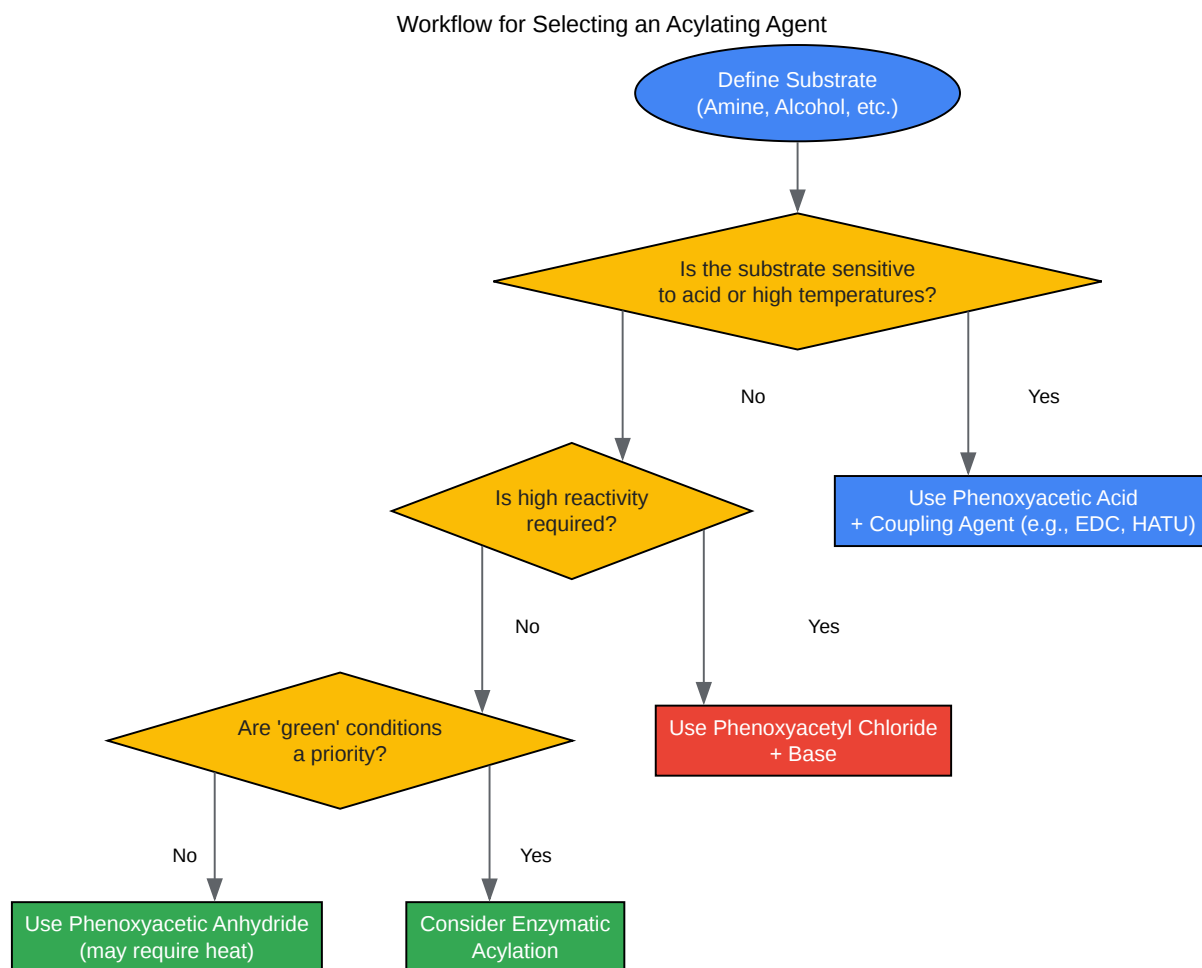 Workflow for Selecting an Acylating Agent
Define Substrate
(Amine, Alcohol, etc.)
Is the substrate sensitive
to acid or high temperatures?
No
Yes
Is high reactivity
required?
Use Phenoxyacetic Acid
+ Coupling Agent (e.g., EDC, HATU)
No
Yes
Are 'green' conditions
a priority?
Use Phenoxyacetyl Chloride
+ Base
No
Yes
Use Phenoxyacetic Anhydride
(may require heat)
Consider Enzymatic
Acylation